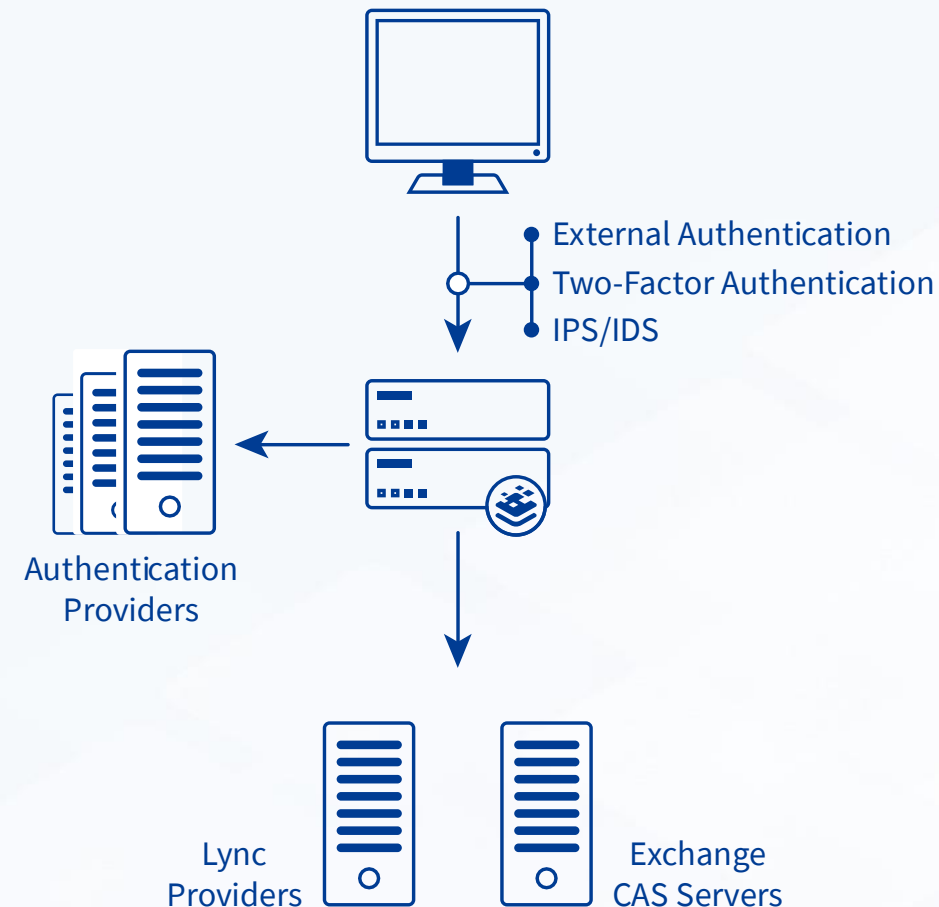 External Authentication
Two-Factor Authentication
IPS/IDS
Authentication
Providers
Lync
Providers
Exchange
CAS Servers